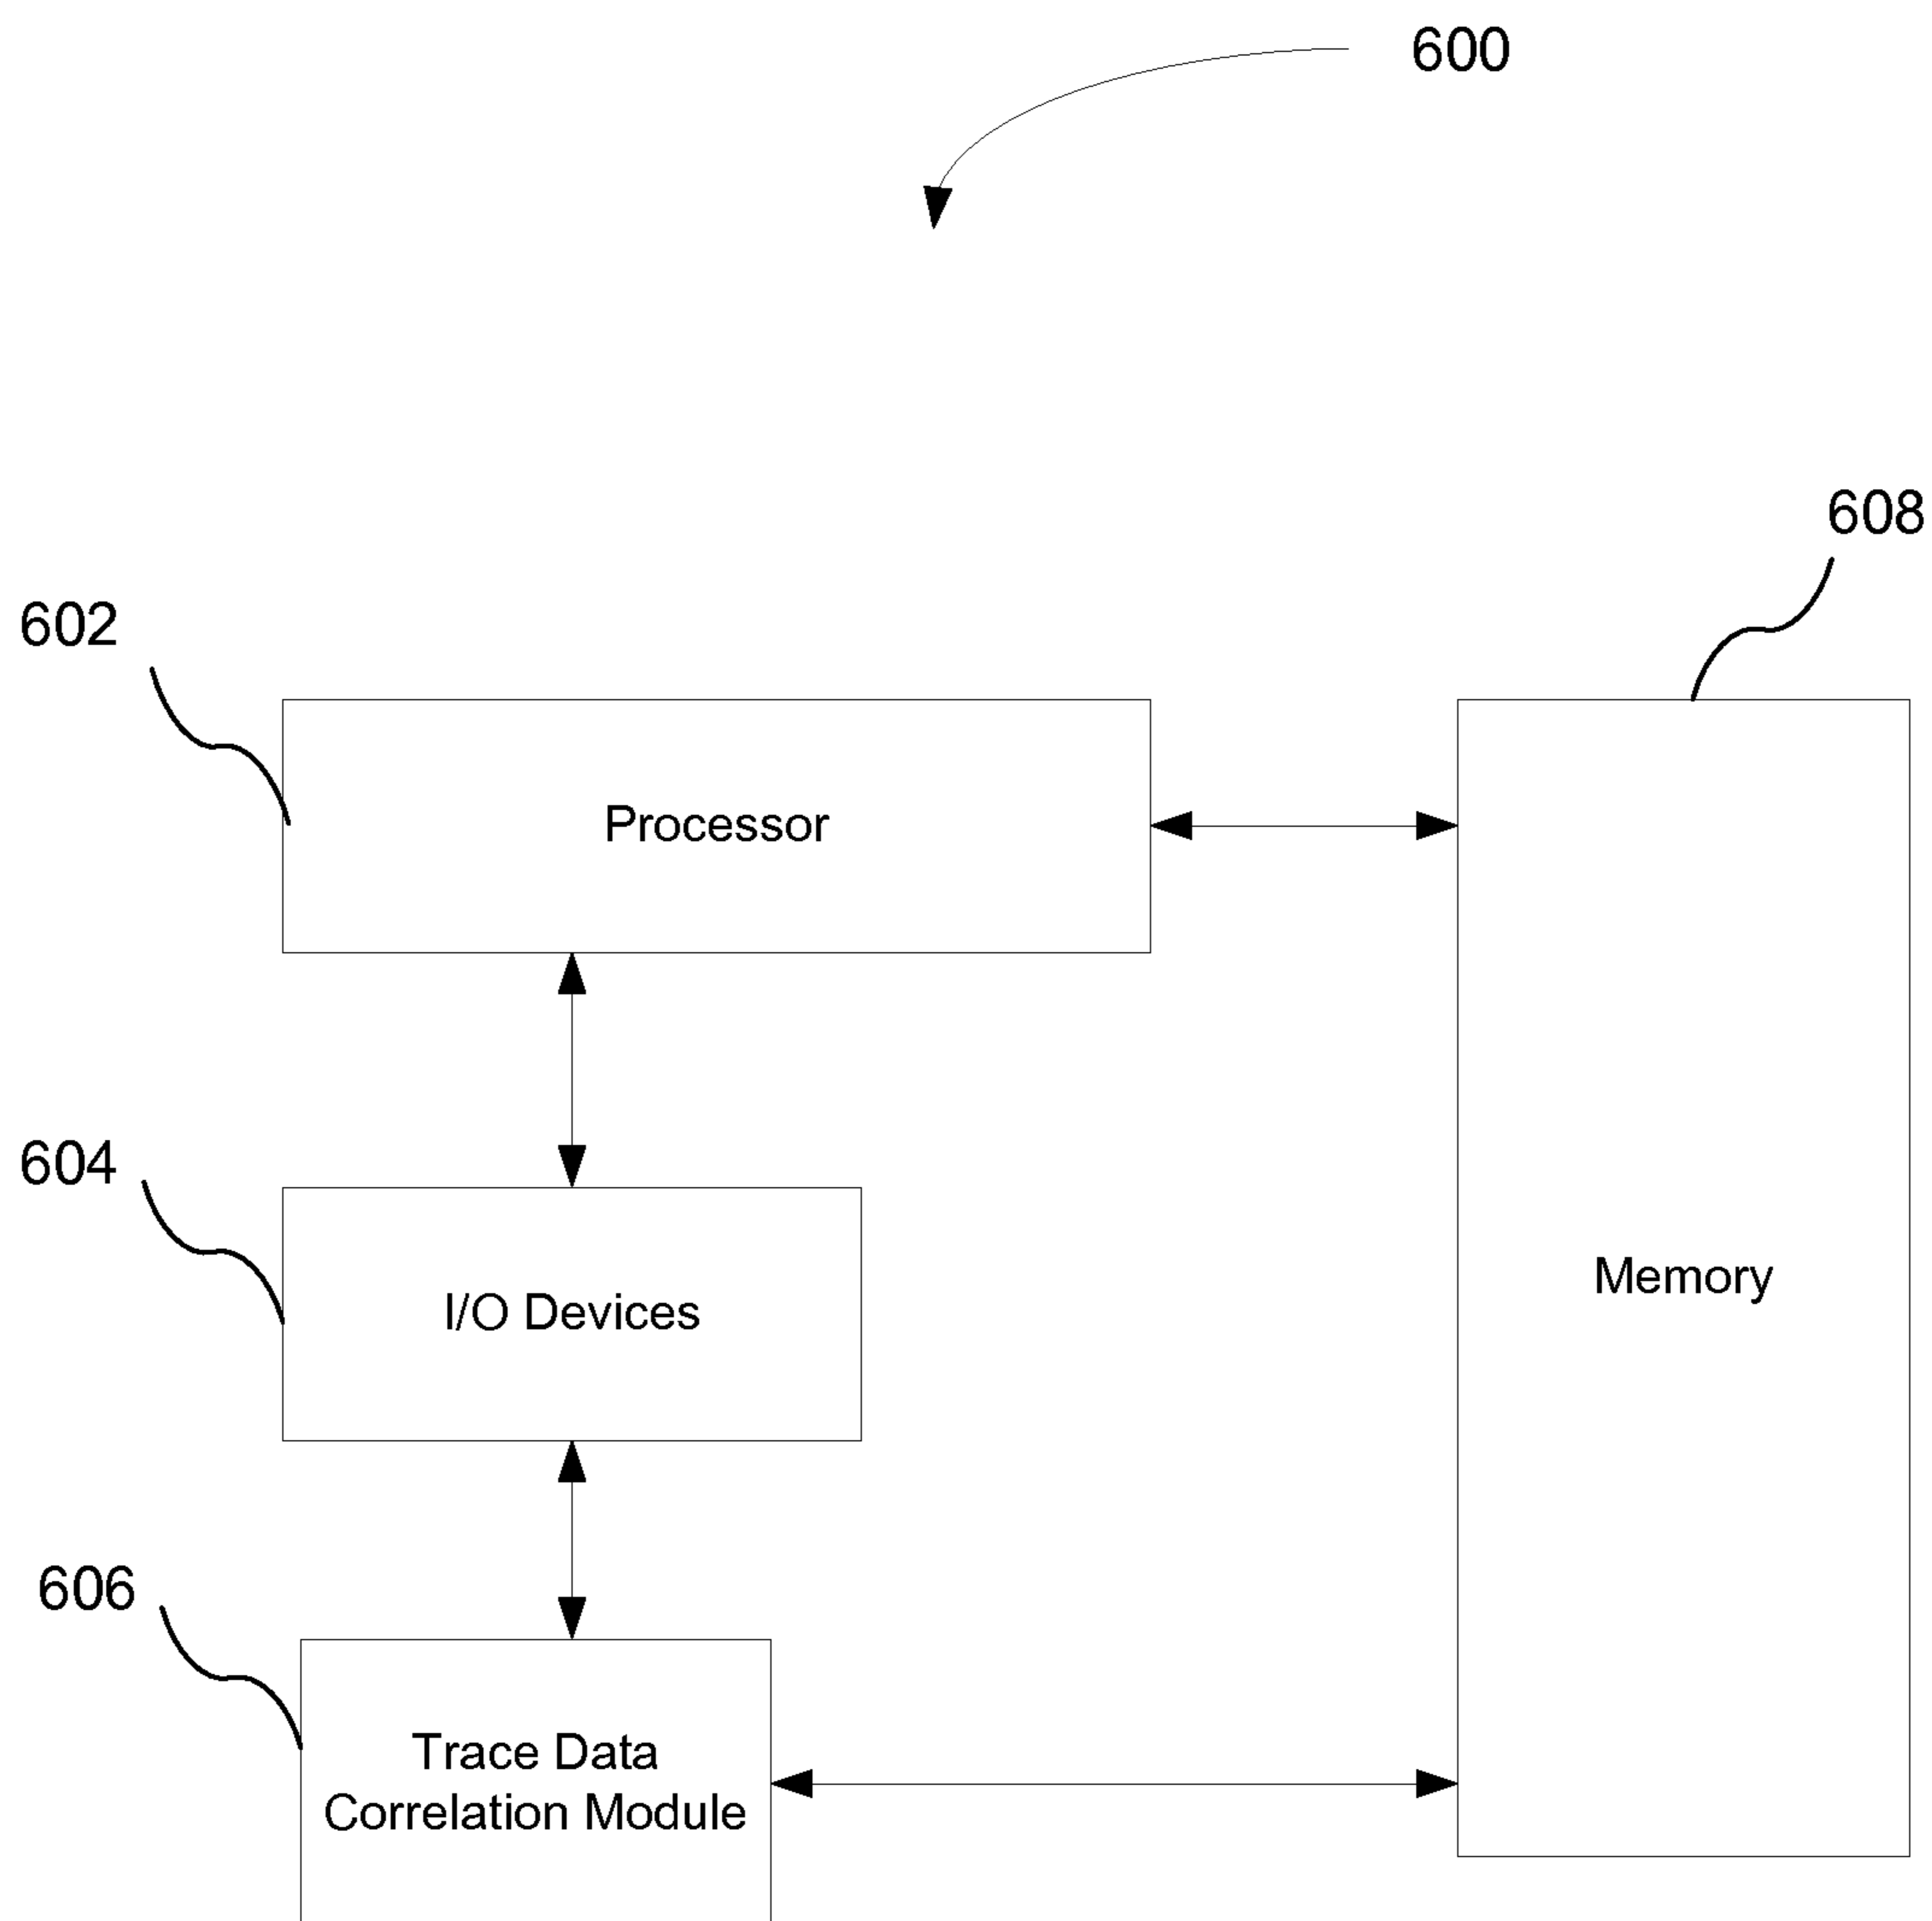 600
608
602
Processor
604
I/O Devices
Memory
606
Trace Data
Correlation Module